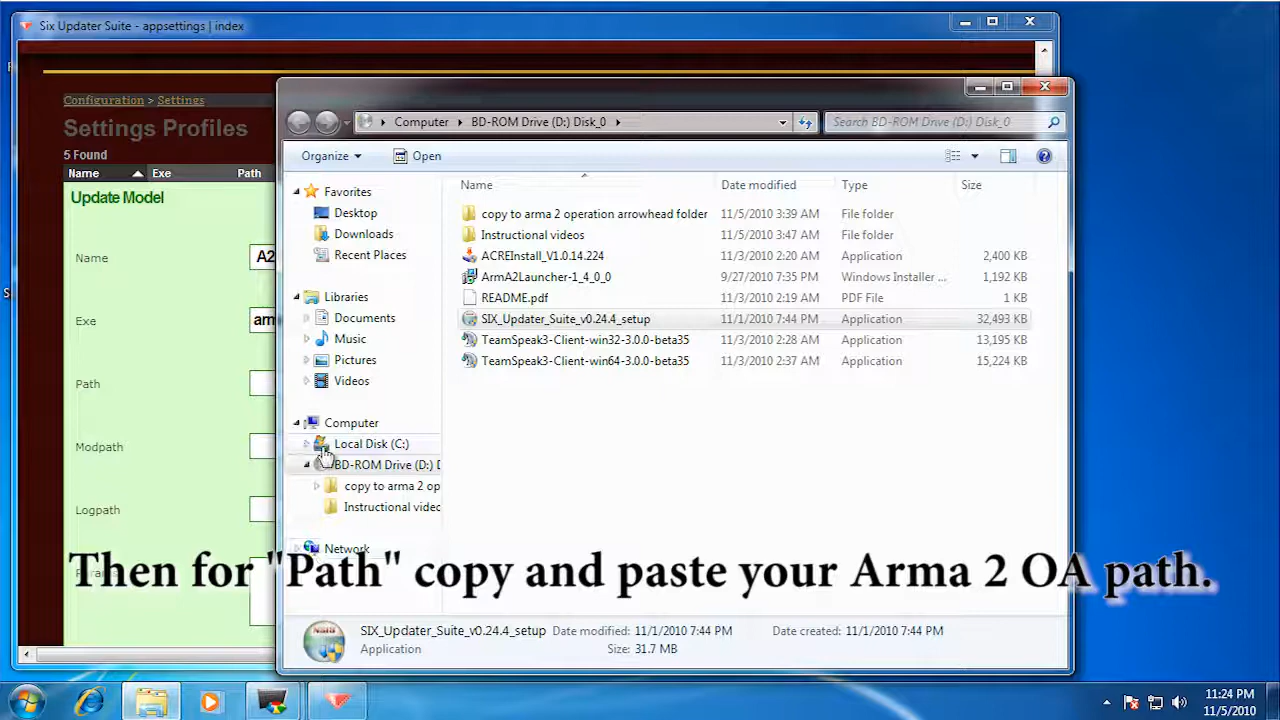 Six Updater Suite - appsettings | index
Configuration > Settings
Settings Profiles
5 Found
Name Exe Path
Update Model
Name A2
Exe arm
Path
Modpath
Logpath
Computer BD-ROM Drive (D:) Disk_0
Search BD-ROM Drive (D:) Disk_0
Organize Open
Favorites
Desktop
Downloads
Recent Places
Libraries
Documents
Music
Pictures
Videos
Computer
Local Disk (C:)
BD-ROM Drive (D:) D
copy to arma 2 op
Instructional videc
Network
Name Date modified Type Size
copy to arma 2 operation arrowhead folder 11/5/2010 3:39 AM File folder
Instructional videos 11/5/2010 3:47 AM File folder
ACREInstall_V1.0.14.224 11/3/2010 2:20 AM Application 2,400 KB
ArmA2Launcher-1_4_0_0 9/27/2010 7:35 PM Windows Installer ... 1,192 KB
README.pdf 11/3/2010 2:19 AM PDF File 1 KB
SIX_Updater_Suite_v0.24.4_setup 11/1/2010 7:44 PM Application 32,493 KB
TeamSpeak3-Client-win32-3.0.0-beta35 11/3/2010 2:28 AM Application 13,195 KB
TeamSpeak3-Client-win64-3.0.0-beta35 11/3/2010 2:37 AM Application 15,224 KB
Then for "Path" copy and paste your Arma 2 OA path.
SIX_Updater_Suite_v0.24.4_setup Date modified: 11/1/2010 7:44 PM Date created: 11/1/2010 7:44 PM
Application Size: 31.7 MB
11:24 PM
11/5/2010